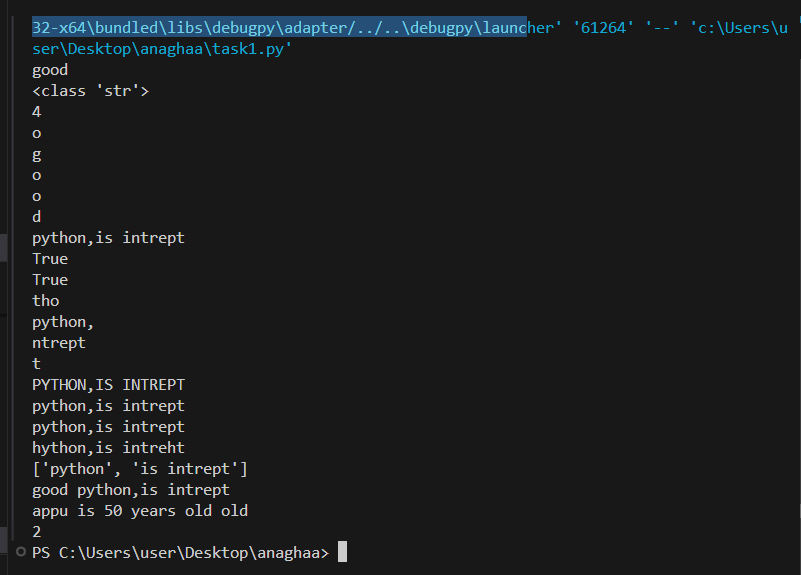 32-x64\bundled\libs\debugpy\adapter/../..\debugpy\launcher' '61264' '--' 'c:\Users\u
ser\Desktop\anaghaa\task1.py'
good
<class 'str'>
4
o
g
o
o
d
python,is intrept
True
True
tho
python,
ntrept
t
PYTHON,IS INTREPT
python,is intrept
python,is intrept
hython,is intreht
['python', 'is intrept']
good python,is intrept
appu is 50 years old old
2
PS C:\Users\user\Desktop\anaghaa>